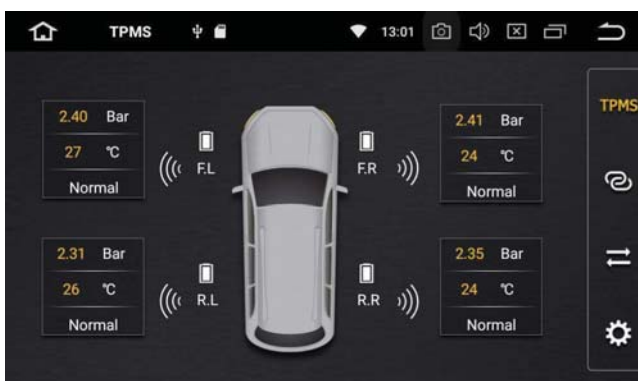 TPMS 13:01
TPMS
2.40 Bar
27 °C
Normal
F.L
F.R
2.41 Bar
24 °C
Normal
2.31 Bar
26 °C
Normal
R.L
R.R
2.35 Bar
24 °C
Normal